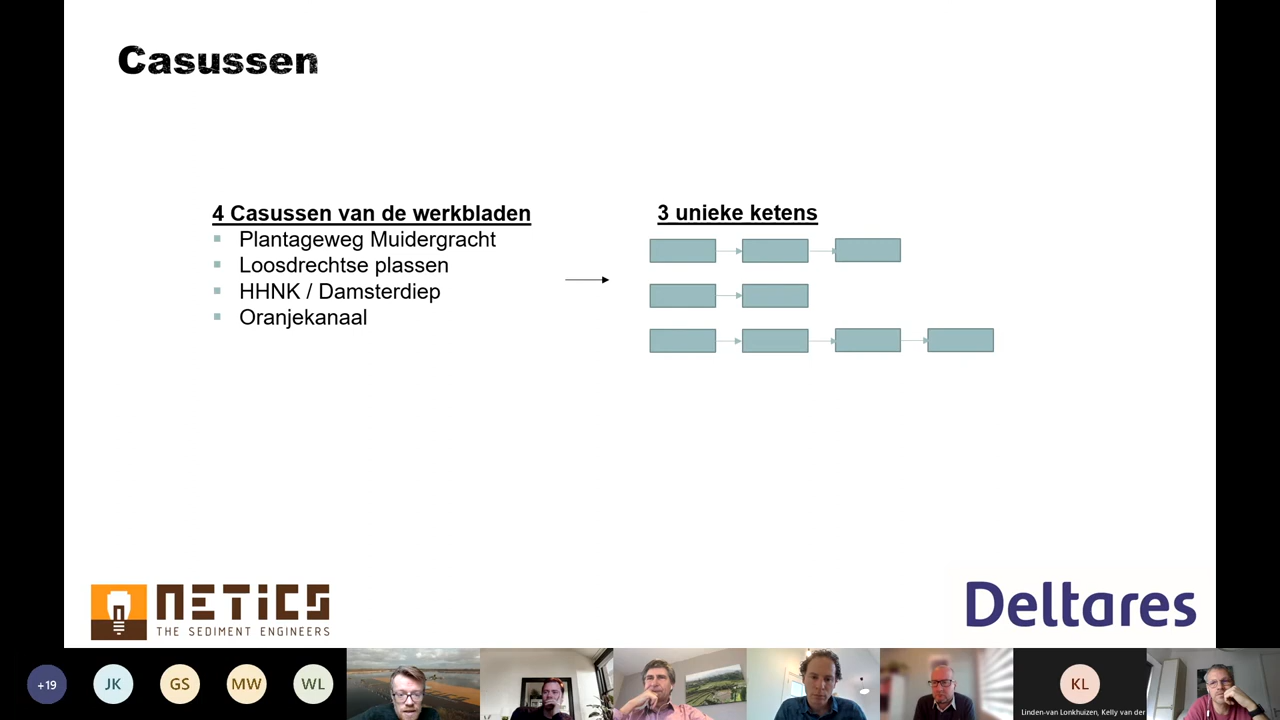 Casussen
4 Casussen van de werkbladen
Plantageweg Muidergracht
Loosdrechtse plassen
HHNK / Damsterdiep
Oranjekanaal
3 unieke ketens
NETICS
THE SEDIMENT ENGINEERS
Deltares
+19
JK
GS
MW
WL
KL
Linden-van Lonkhuizen, Kelly van der